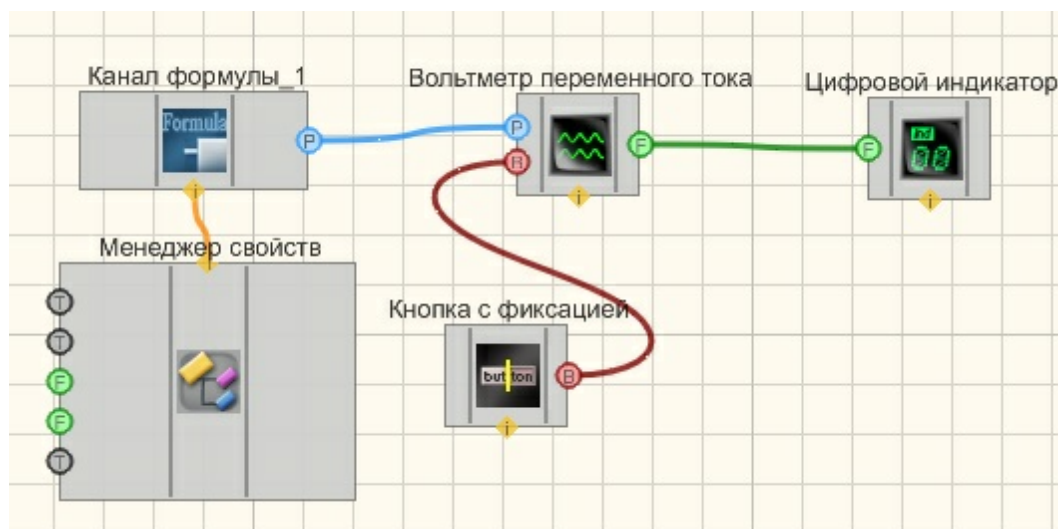 Канал формулы_1
Вольтметр переменного тока
Цифровой индикатор
Formula
P
P
B
F
F
i
i
i
Менеджер свойств
i
T
T
F
F
T
Кнопка с фиксацией
button
B
i